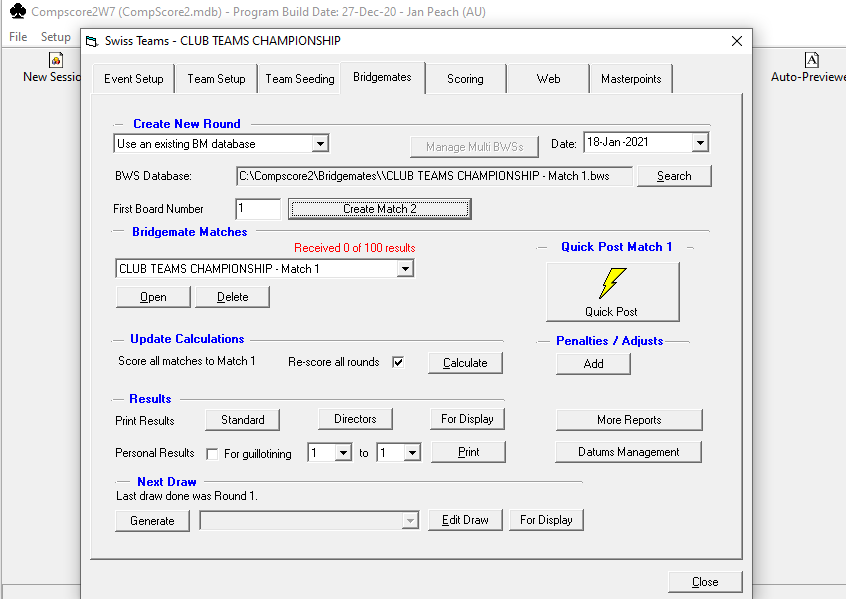 Compscore2W7 (CompScore2.mdb) - Program Build Date: 27-Dec-20 - Jan Peach (AU)
File Setup
Swiss Teams - CLUB TEAMS CHAMPIONSHIP
New Sessio
A
Auto-Previewe
Event Setup Team Setup Team Seeding Bridgemates Scoring Web Masterpoints
Create New Round
Use an existing BM database Manage Multi BWSs Date: 18-Jan-2021
BWS Database: C:\Compscore2\Bridgemates\\CLUB TEAMS CHAMPIONSHIP - Match 1.bws Search
First Board Number 1 Create Match 2
Bridgemate Matches Quick Post Match 1
Received 0 of 100 results
CLUB TEAMS CHAMPIONSHIP - Match 1
Open Delete Quick Post
Update Calculations Penalties / Adjusts
Score all matches to Match 1 Re-score all rounds Calculate Add
Results
Print Results Standard Directors For Display More Reports
Personal Results For guillotining 1 to 1 Print Datums Management
Next Draw
Last draw done was Round 1.
Generate Edit Draw For Display
Close